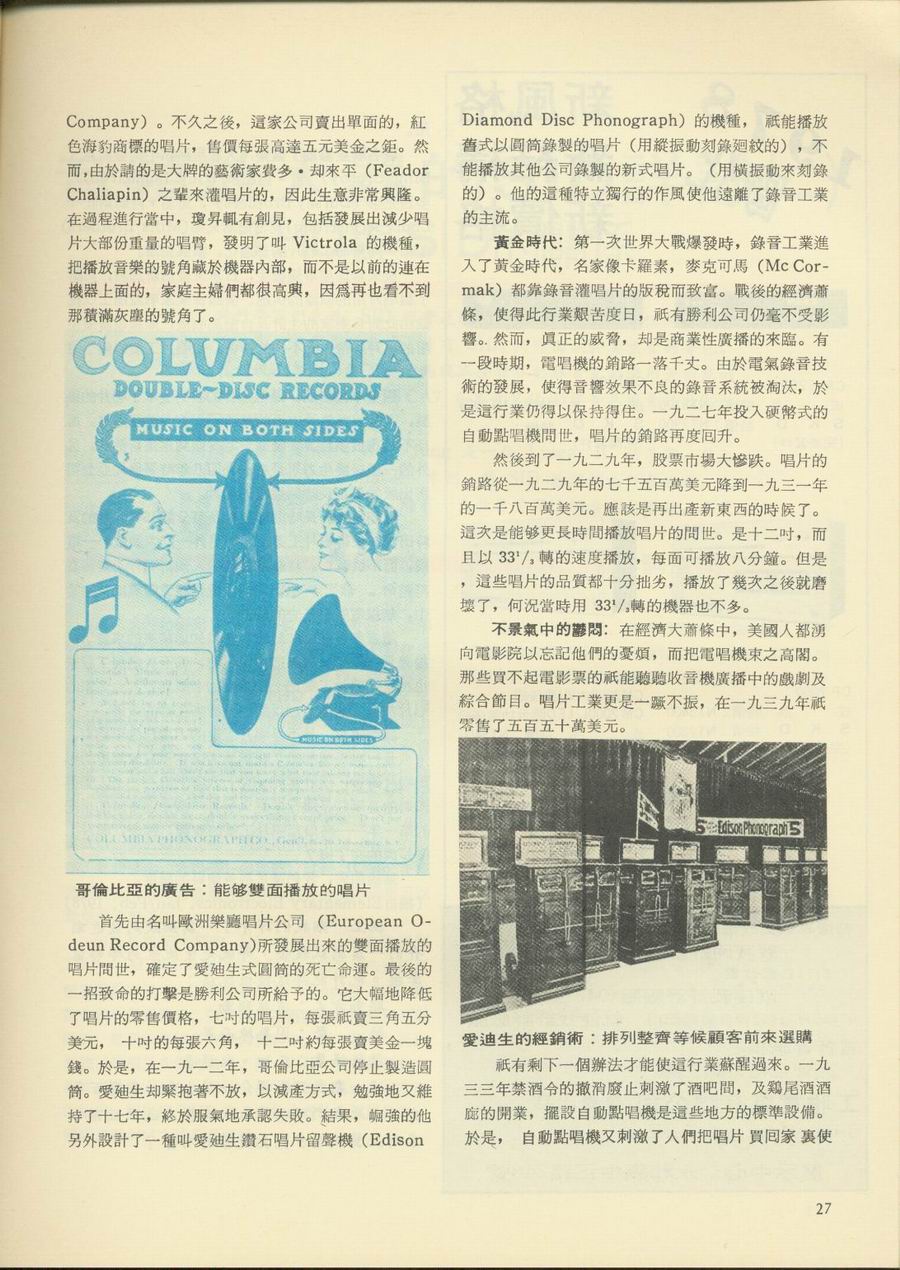 Company)。不久之後，這家公司賣出單面的，紅
色海豹商標的唱片，售價每張高達五元美金之鉅。然
而，由於請的是大牌的藝術家費多·却來平（Feador
Chaliapin）之輩來灌唱片的，因此生意非常興隆。
在過程進行當中，瓊昇輒有創見，包括發展出減少唱
片大部份重量的唱臂，發明了叫 Victrola 的機種，
把播放音樂的號角藏於機器內部，而不是以前的連在
機器上面的，家庭主婦們都很高興，因爲再也看不到
那積滿灰塵的號角了。
COLUMBIA
DOUBLE~DISC RECORDS
MUSIC ON BOTH SIDES
MUSIC ON BOTH SIDES
COLUMBIA PHONOGRAPH CO., Gen'l,
哥倫比亞的廣告：能够雙面播放的唱片
首先由名叫歐洲樂廳唱片公司 （European O-
deun Record Company)所發展出來的雙面播放的
唱片問世，確定了愛廸生式圓筒的死亡命運。最後的
一招致命的打擊是勝利公司所給予的。它大幅地降低
了唱片的零售價格，七吋的唱片，每張祇賣三角五分
美元， 十吋的每張六角， 十二吋約每張賣美金一塊
錢。於是，在一九一二年，哥倫比亞公司停止製造圓
筒。愛廸生却緊抱著不放，以減產方式，勉強地又維
持了十七年，終於服氣地承認失敗。結果，崛強的他
另外設計了一種叫愛廸生鑽石唱片留聲機（Edison
Diamond Disc Phonograph）的機種， 祇能播放
舊式以圓筒錄製的唱片（用縱振動刻錄廻紋的），不
能播放其他公司錄製的新式唱片。（用橫振動來刻錄
的）。他的這種特立獨行的作風使他遠離了錄音工業
的主流。
黃金時代：第一次世界大戰爆發時，錄音工業進
入了黃金時代，名家像卡羅素，麥克可馬（Mc Cor-
mak）都靠錄音灌唱片的版稅而致富。戰後的經濟蕭
條，使得此行業艱苦度日，祇有勝利公司仍毫不受影
響。然而，眞正的威脅，却是商業性廣播的來臨。有
一段時期，電唱機的銷路一落千丈。由於電氣錄音技
術的發展，使得音響效果不良的錄音系統被淘汰，於
是這行業仍得以保持得住。一九二七年投入硬幣式的
自動點唱機問世，唱片的銷路再度囘升。
然後到了一九二九年，股票市場大慘跌。唱片的
銷路從一九二九年的七千五百萬美元降到一九三一年
的一千八百萬美元。應該是再出產新東西的時候了。
這次是能够更長時間播放唱片的問世。是十二吋，而
且以 33¹/₃ 轉的速度播放，每面可播放八分鐘。但是
，這些唱片的品質都十分拙劣，播放了幾次之後就磨
壞了，何況當時用 33¹/₃轉的機器也不多。
不景氣中的鬱悶：在經濟大蕭條中，美國人都湧
向電影院以忘記他們的憂煩，而把電唱機束之高閣。
那些買不起電影票的祇能聽聽收音機廣播中的戲劇及
綜合節目。唱片工業更是一蹶不振，在一九三九年祇
零售了五百五十萬美元。
5 Edison Phonograph 5
愛迪生的經銷術：排列整齊等候顧客前來選購
祇有剩下一個辦法才能使這行業蘇醒過來。一九
三三年禁酒令的撤消廢止刺激了酒吧間，及鷄尾酒酒
廊的開業，擺設自動點唱機是這些地方的標準設備。
於是， 自動點唱機又刺激了人們把唱片 買囘家 裏使
27